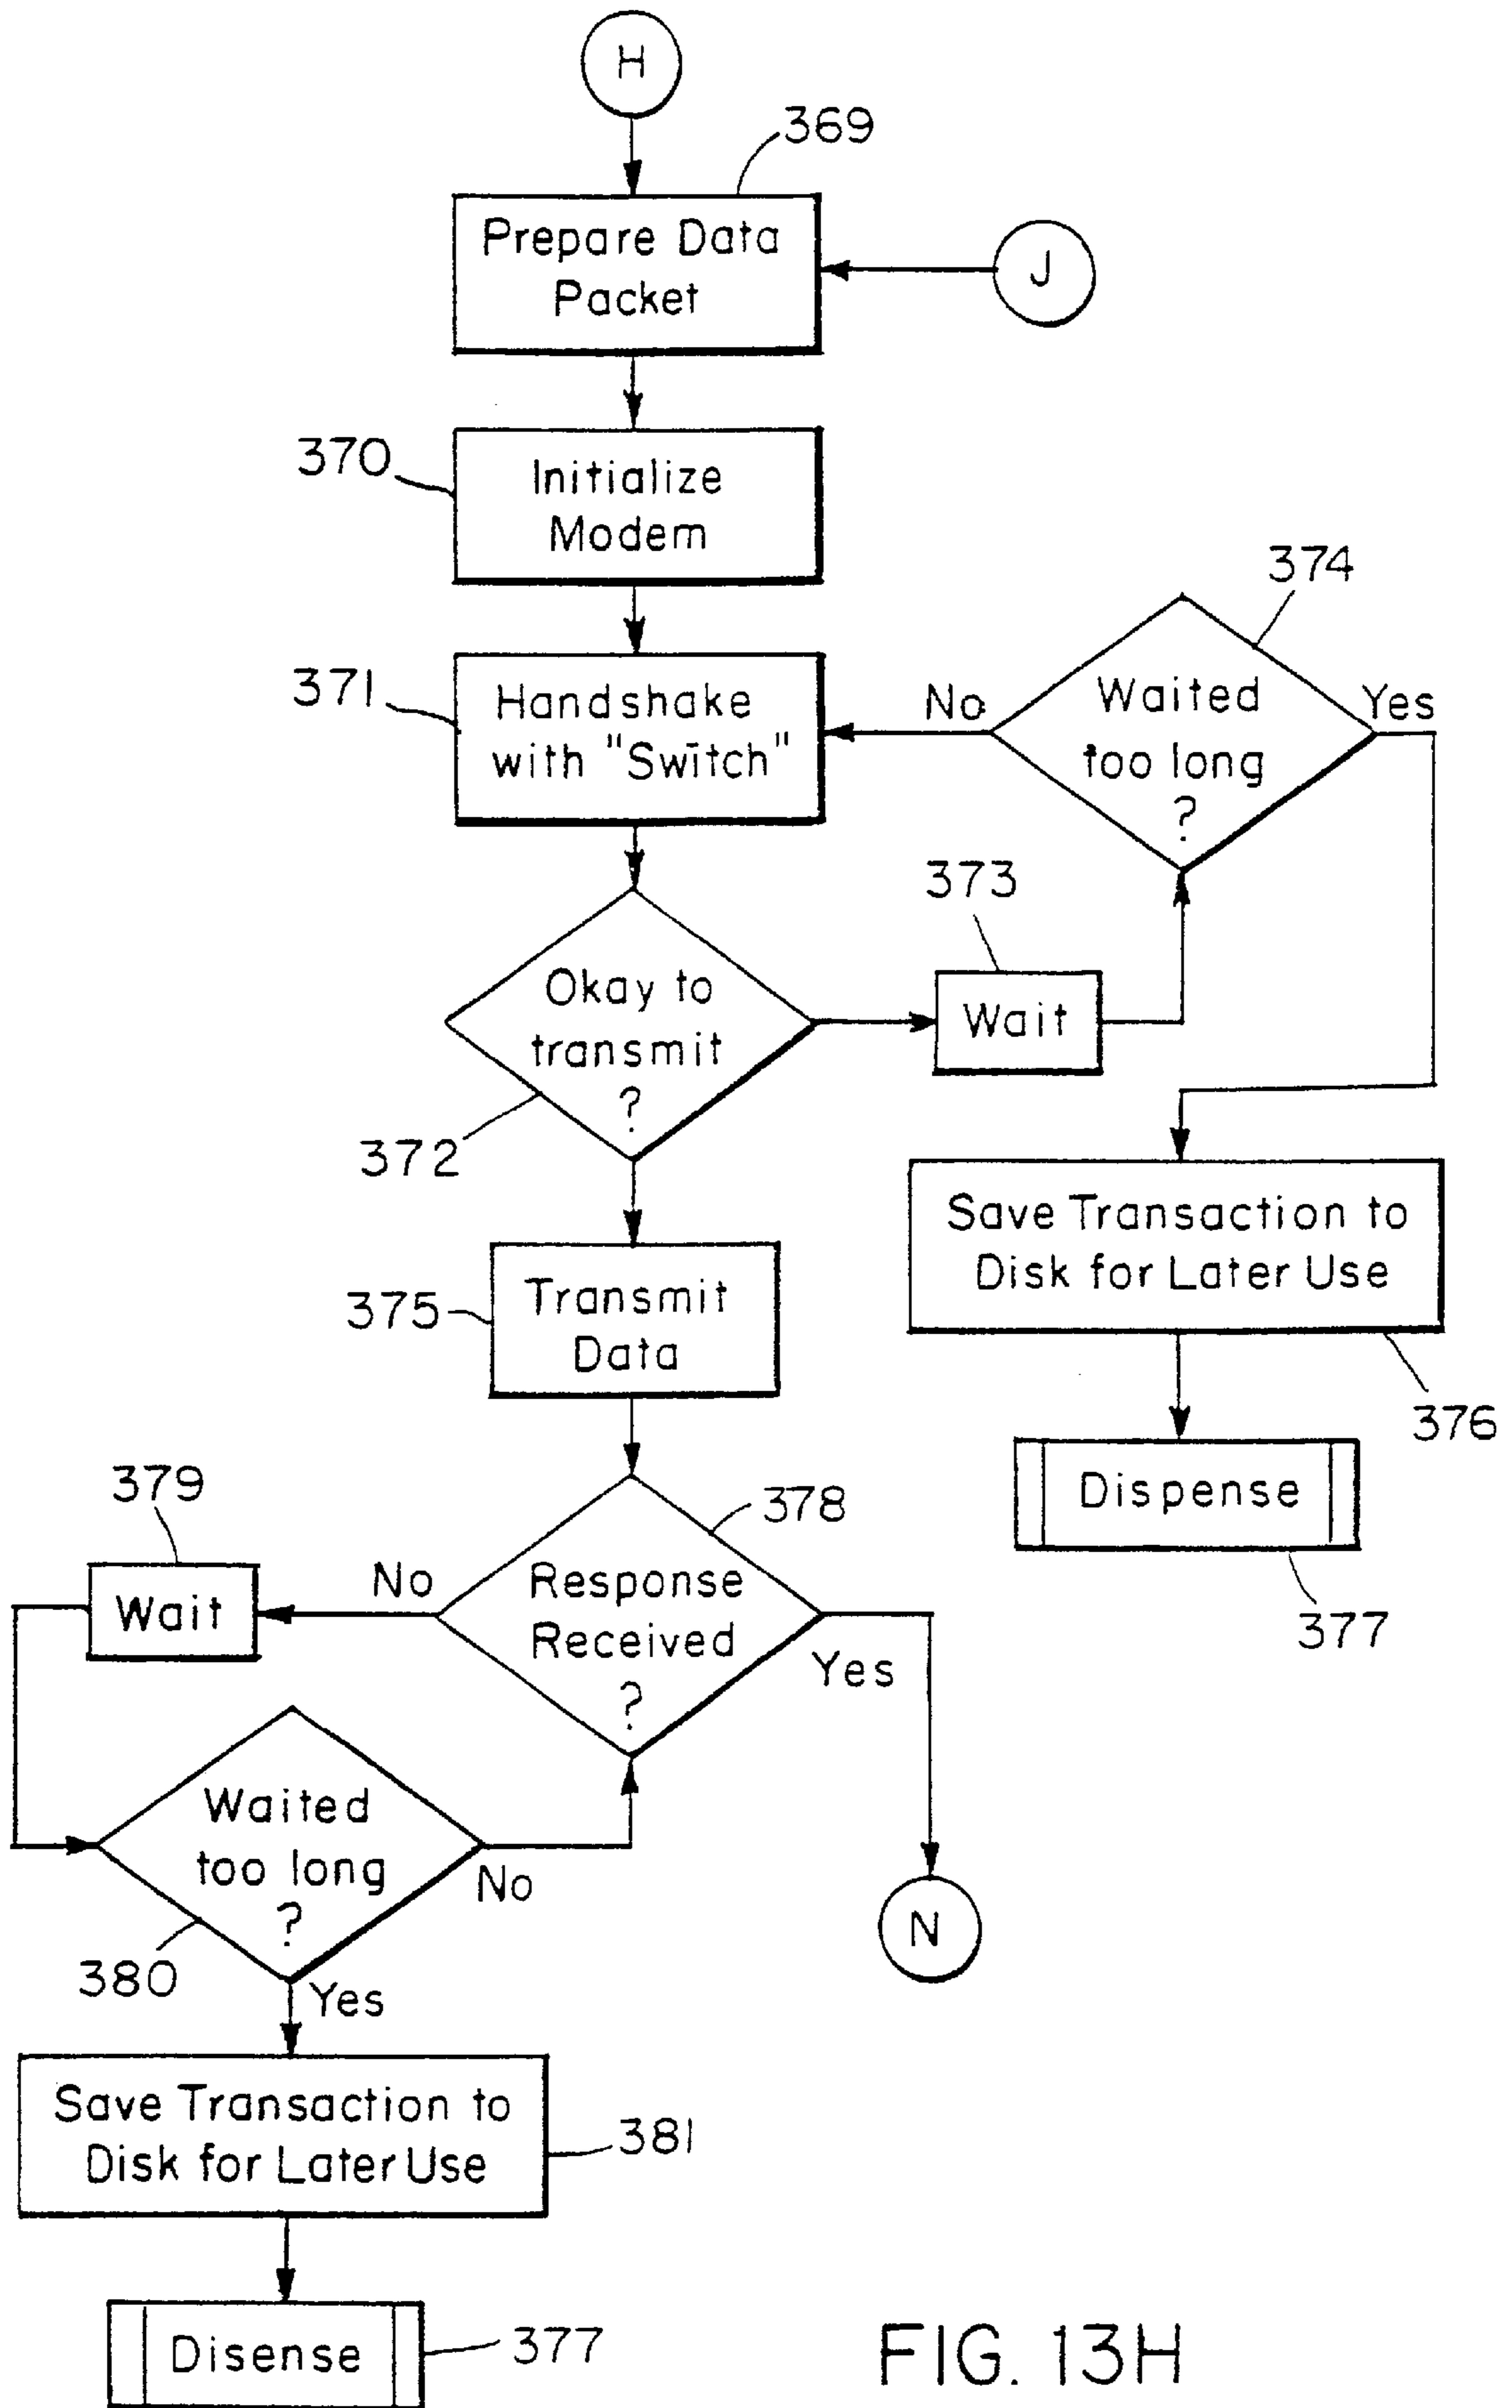 H
369
Prepare Data
Packet
J
370
Initialize
Modem
374
371
Handshake
with "Switch"
No
Waited
too long
?
Yes
373
Okay to
transmit
?
Wait
372
Save Transaction to
Disk for Later Use
375
Transmit
Data
376
379
378
Dispense
No
Response
Received
?
Wait
Yes
377
Waited
too long
?
No
N
380
Yes
Save Transaction to
Disk for Later Use
381
Disense
377
FIG. 13H